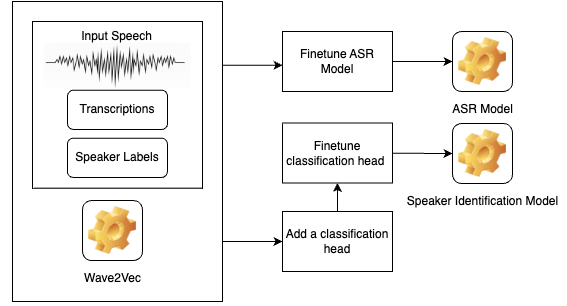 Input Speech
Transcriptions
Speaker Labels
Wave2Vec
Finetune ASR
Model
ASR Model
Finetune
classification head
Speaker Identification Model
Add a classification
head